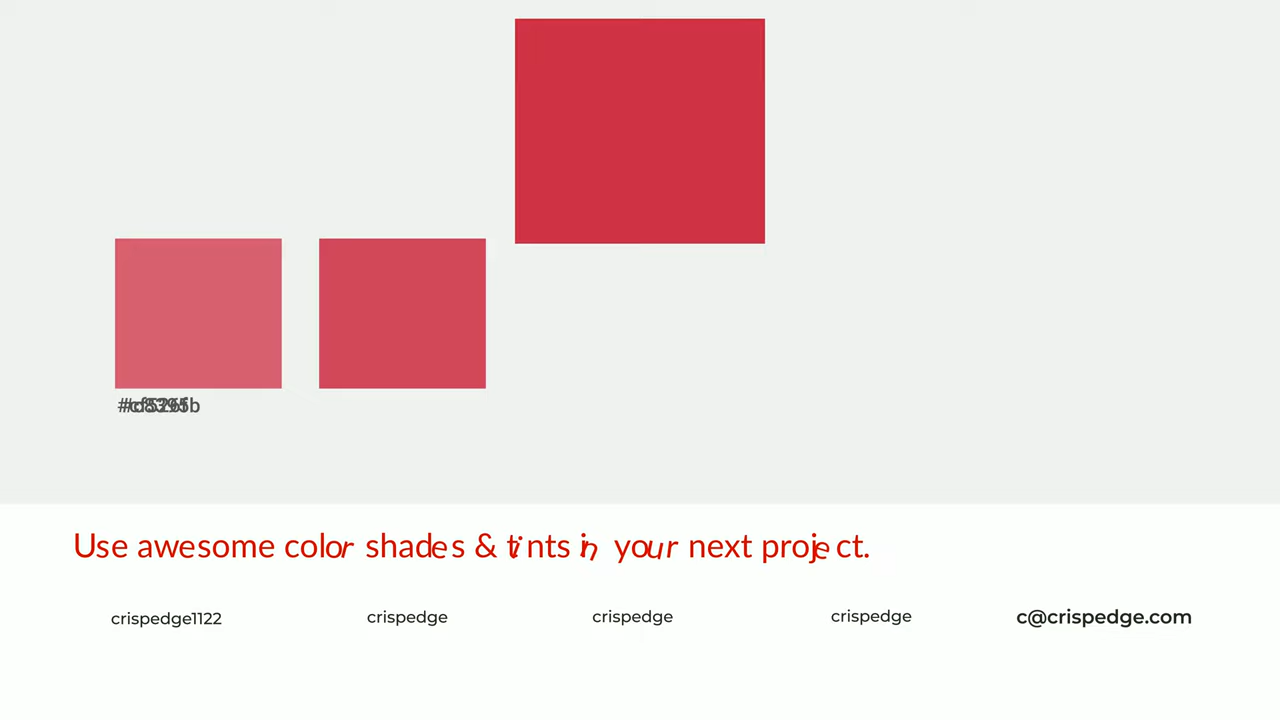 Use awesome color shades & tints in your next project.
crispedge1122 crispedge crispedge crispedge c@crispedge.com